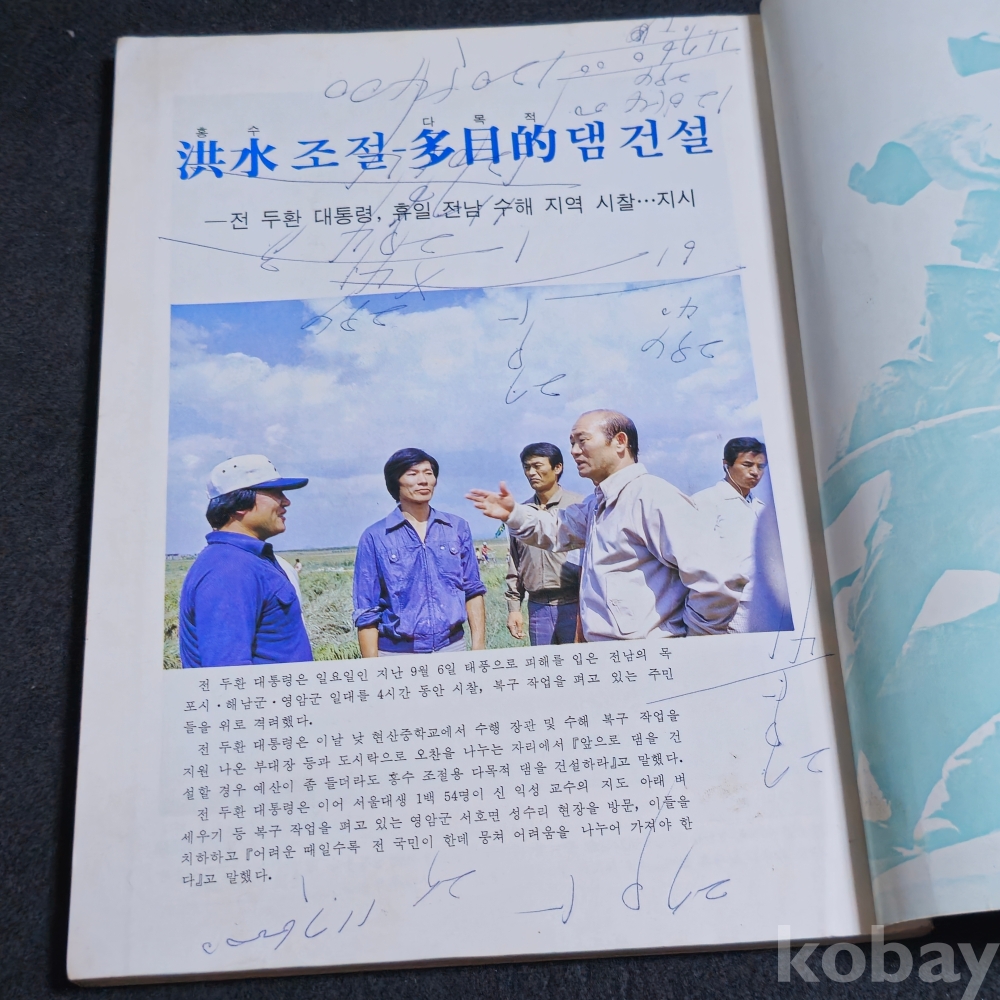 홍 수 다 목 적
洪水 조절-多目的 댐 건설
—전 두환 대통령, 휴일 전남 수해 지역 시찰…지시
19
전 두환 대통령은 일요일인 지난 9월 6일 태풍으로 피해를 입은 전남의 목
포시·해남군·영암군 일대를 4시간 동안 시찰, 복구 작업을 펴고 있는 주민
들을 위로 격려했다.
전 두환 대통령은 이날 낮 현산중학교에서 수행 장관 및 수해 복구 작업을
지원 나온 부대장 등과 도시락으로 오찬을 나누는 자리에서 『앞으로 댐을 건
설할 경우 예산이 좀 들더라도 홍수 조절용 다목적 댐을 건설하라』고 말했다.
전 두환 대통령은 이어 서울대생 1백 54명이 신 익성 교수의 지도 아래 벼
세우기 등 복구 작업을 펴고 있는 영암군 서호면 성수리 현장을 방문, 이들을
치하하고 『어려운 때일수록 전 국민이 한데 뭉쳐 어려움을 나누어 가져야 한
다』고 말했다.
kobay